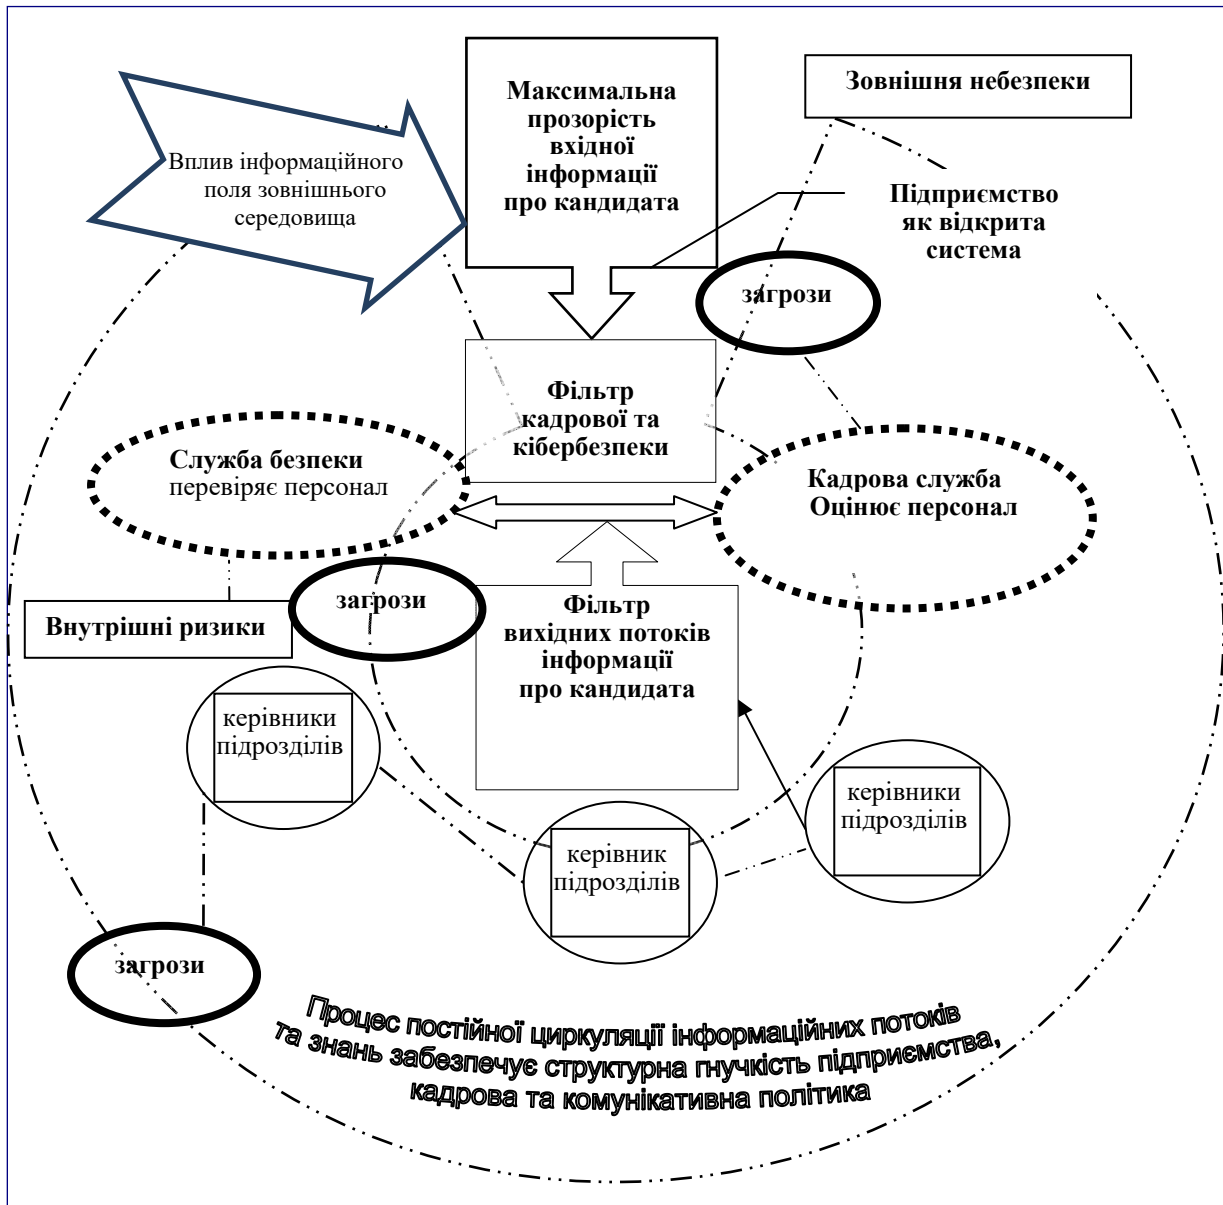 Максимальна
прозорість
вхідної
інформації
про кандидата
Зовнішня небезпеки
Вплив інформаційного
поля зовнішнього
середовища
Підприємство
як відкрита
система
загрози
Фільтр
кадрової та
кібербезпеки
Служба безпеки
перевіряє персонал
Кадрова служба
Оцінює персонал
загрози
Внутрішні ризики
Фільтр
вихідних потоків
інформації
про кандидата
керівники
підрозділів
керівники
підрозділів
керівник
підрозділів
загрози
Процес постійної циркуляції інформаційних потоків
та знань забезпечує структурна гнучкість підприємства,
кадрова та комунікативна політика